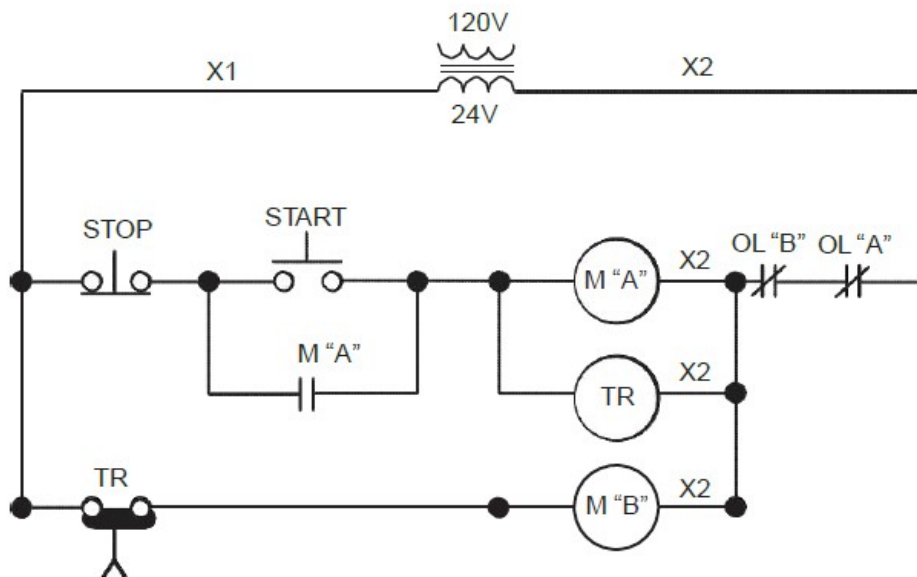 120V
X1
X2
24V
START
STOP
OL “B”
OL “A”
M “A”
X2
M “A”
TR
X2
TR
M “B”
X2